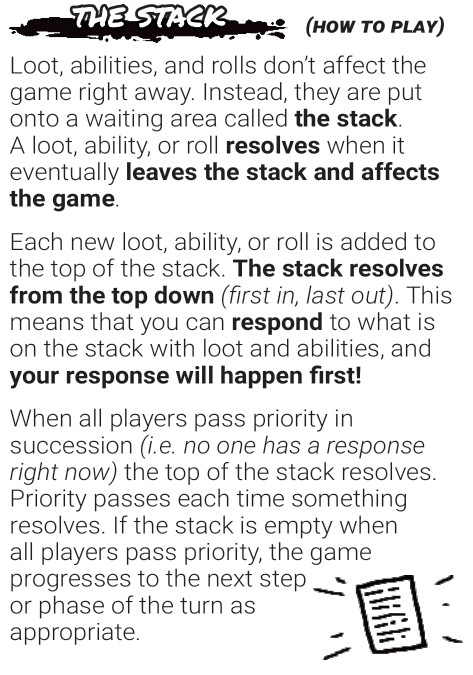 THE STACK (HOW TO PLAY)
Loot, abilities, and rolls don't affect the
game right away. Instead, they are put
onto a waiting area called the stack.
A loot, ability, or roll resolves when it
eventually leaves the stack and affects
the game.
Each new loot, ability, or roll is added to
the top of the stack. The stack resolves
from the top down (first in, last out). This
means that you can respond to what is
on the stack with loot and abilities, and
your response will happen first!
When all players pass priority in
succession (i.e. no one has a response
right now) the top of the stack resolves.
Priority passes each time something
resolves. If the stack is empty when
all players pass priority, the game
progresses to the next step
or phase of the turn as
appropriate.